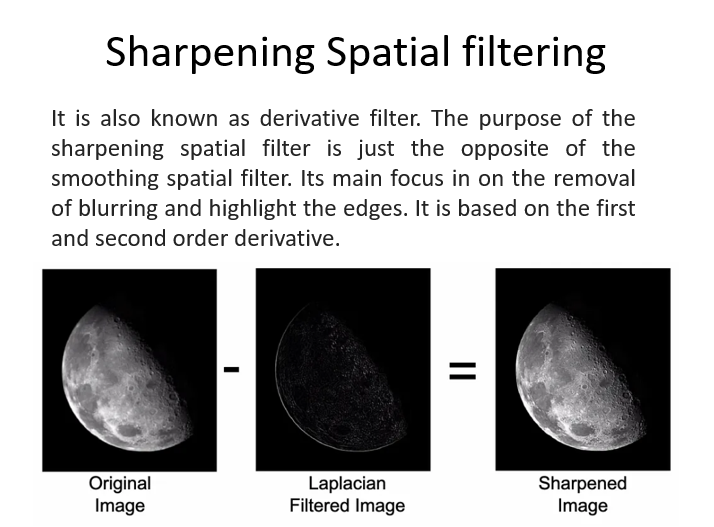 Sharpening Spatial filtering
It is also known as derivative filter. The purpose of the
sharpening spatial filter is just the opposite of the
smoothing spatial filter. Its main focus in on the removal
of blurring and highlight the edges. It is based on the first
and second order derivative.
- =
Original
Image
Laplacian
Filtered Image
Sharpened
Image